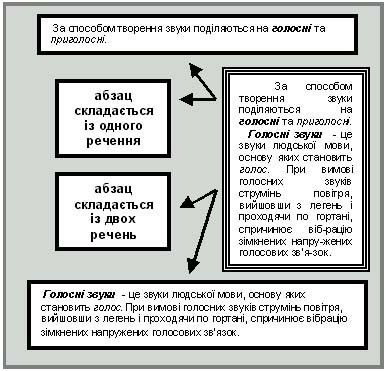 За способом творення звуки поділяються на голосні та
приголосні.
абзац
складається
із одного
речення
За способом
творення звуки
поділяються на
голосні та приголосні.
Голосні звуки - це
звуки людської мови,
основу яких становить
голос. При вимові
голосних звуків
струмінь повітря,
вийшовши з легень і
проходячи по гортані,
спричинює віб-рацію
зімкнених напру-жених
голосових зв'я-зок.
абзац
складається
із двох
речень
Голосні звуки - це звуки людської мови, основу яких
становить голос. При вимові голосних звуків струмінь повітря,
вийшовши з легень і проходячи по гортані, спричинює вібрацію
зімкнених напружених голосових зв'язок.